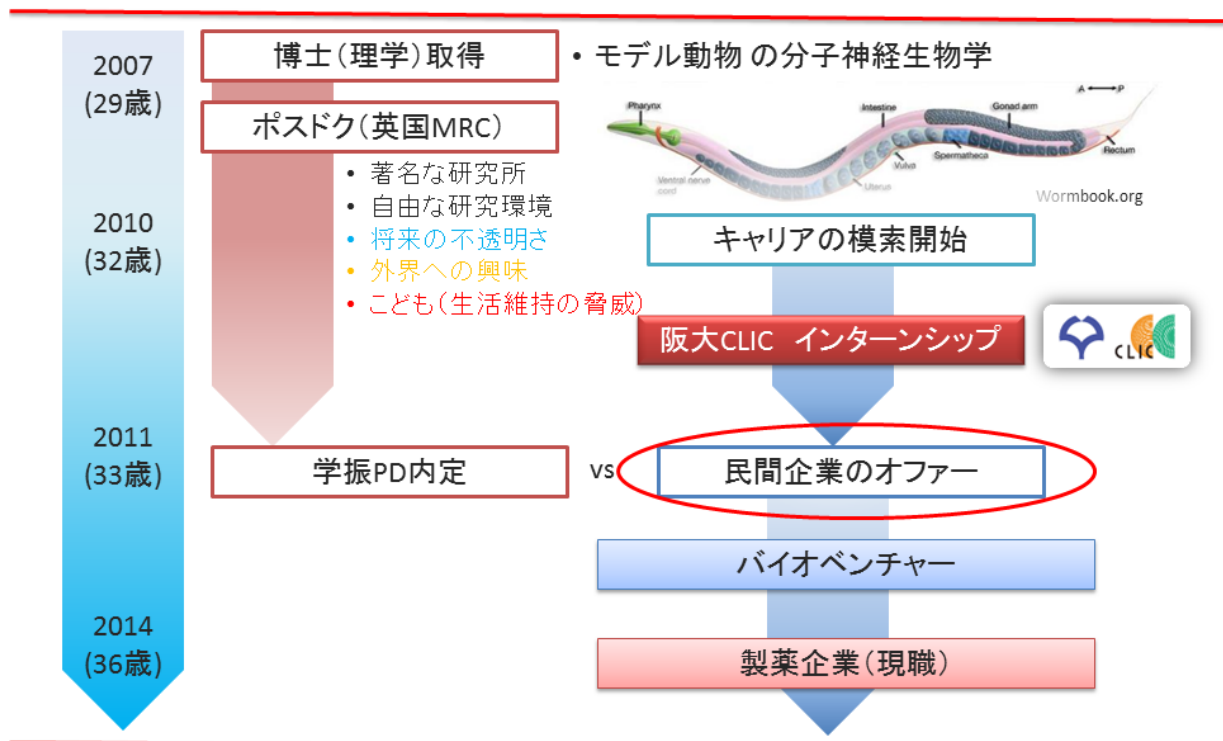 2007
(29歳)
博士（理学）取得
• モデル動物 の分子神経生物学
ポスドク（英国MRC）
A P
Pharynx
Intestine
Gonad arm
Rectum
Spermatheca
Vulva
Uterus
Ventral nerve
cord
Wormbook.org
• 著名な研究所
• 自由な研究環境
• 将来の不透明さ
• 外界への興味
• こども（生活維持の脅威）
2010
(32歳)
キャリアの模索開始
阪大CLIC インターンシップ
CLIC
2011
(33歳)
学振PD内定
vs
民間企業のオファー
バイオベンチャー
2014
(36歳)
製薬企業（現職）